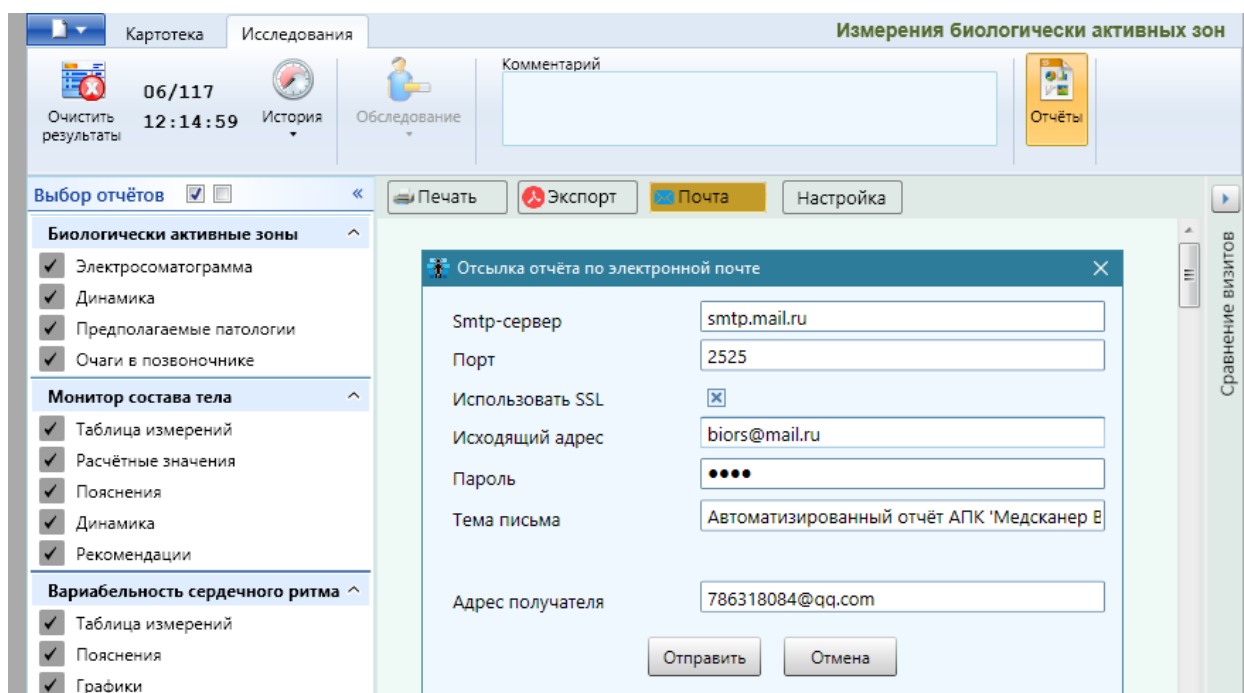 Картотека
Исследования
Измерения биологически активных зон
Очистить
результаты
06/117
12:14:59
История
Обследование
Комментарий
Отчёты
Выбор отчётов
«
Печать
Экспорт
Почта
Настройка
Биологически активные зоны
Электросоматограмма
Динамика
Предполагаемые патологии
Очаги в позвоночнике
Монитор состава тела
Таблица измерений
Расчётные значения
Пояснения
Динамика
Рекомендации
Вариабельность сердечного ритма
Таблица измерений
Пояснения
Графики
Отсылка отчёта по электронной почте
Smtp-сервер
smtp.mail.ru
Порт
2525
Использовать SSL
Исходящий адрес
biors@mail.ru
Пароль
••••
Тема письма
Автоматизированный отчёт АПК 'Медсканер B
Адрес получателя
786318084@qq.com
Отправить
Отмена
Сравнение визитов